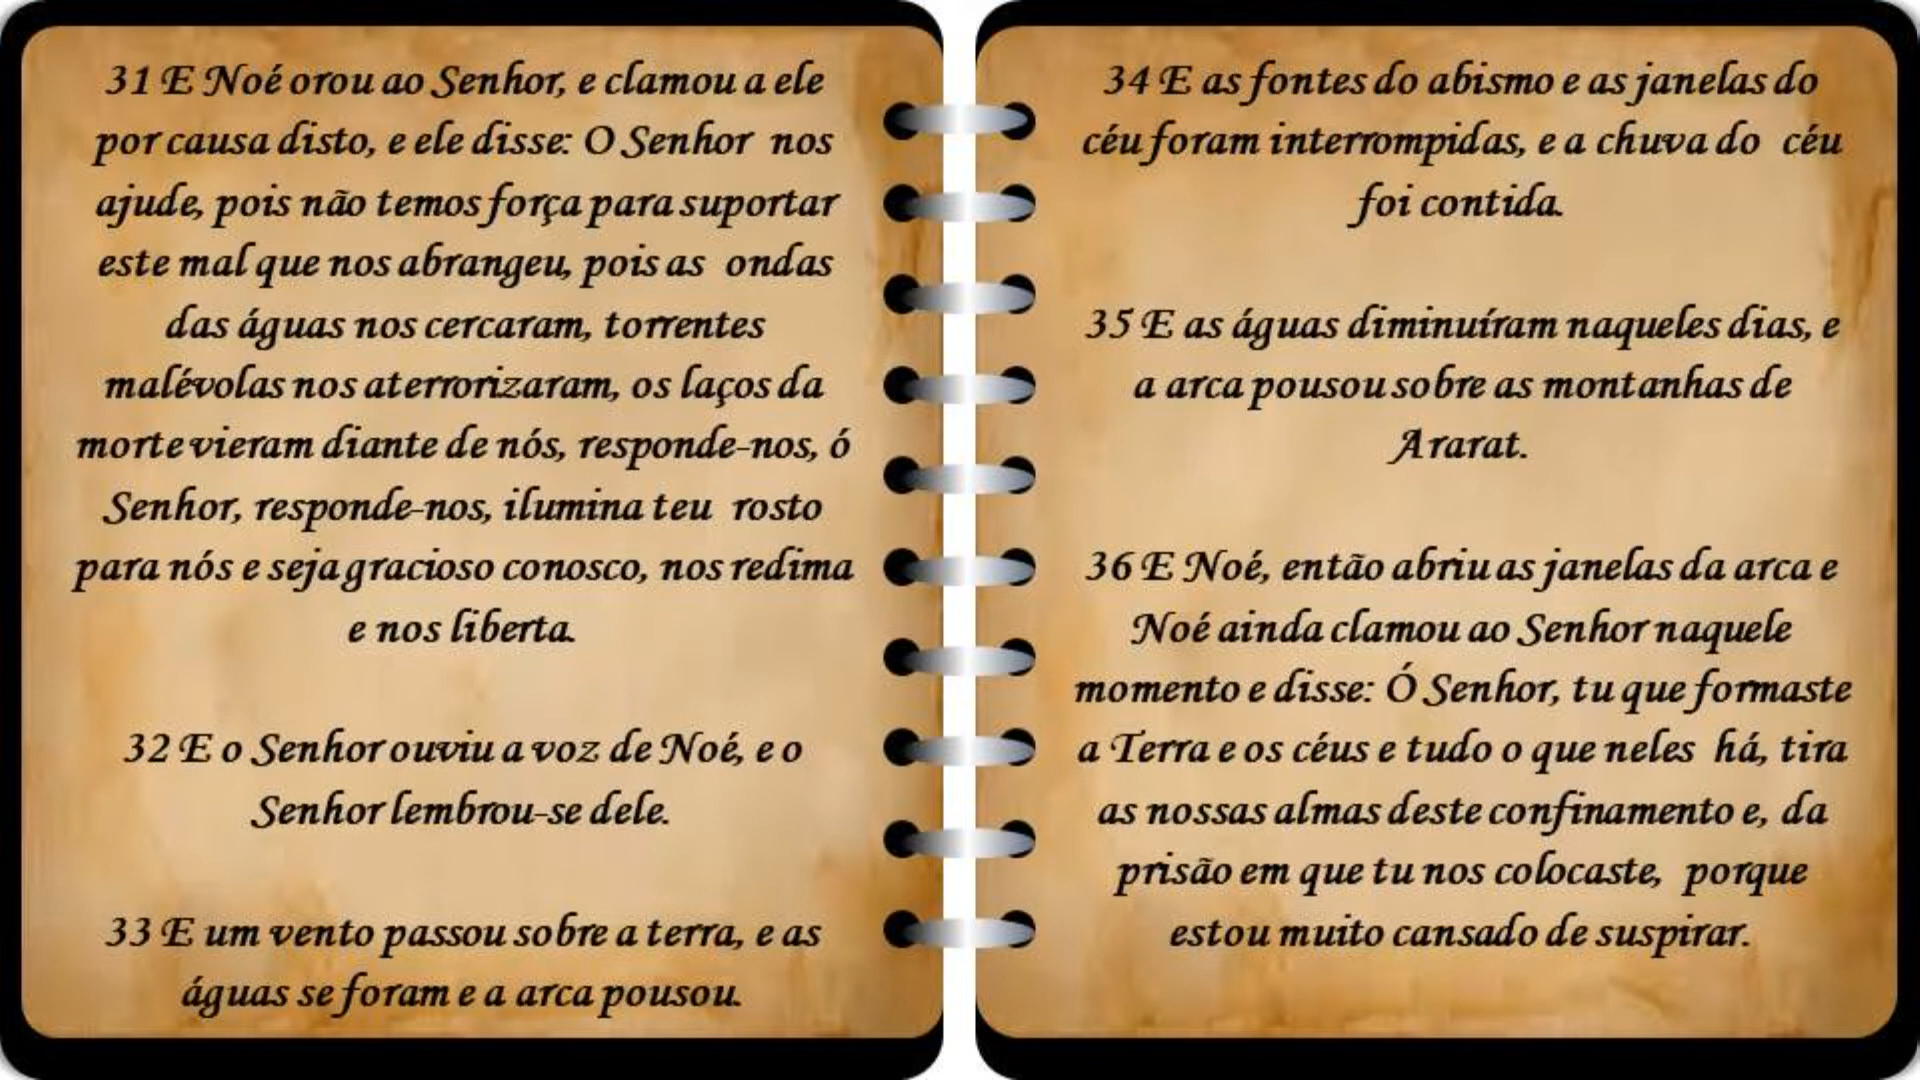 31 E Noé orou ao Senhor, e clamou a ele
por causa disto, e ele disse: O Senhor nos
ajude, pois não temos força para suportar
este mal que nos abrangeu, pois as ondas
das águas nos cercaram, torrentes
malévolas nos aterrorizaram, os laços da
morte vieram diante de nós, responde-nos, ó
Senhor, responde-nos, ilumina teu rosto
para nós e seja gracioso conosco, nos redima
e nos liberta.
32 E o Senhor ouviu a voz de Noé, e o
Senhor lembrou-se dele.
33 E um vento passou sobre a terra, e as
águas se foram e a arca pousou.
34 E as fontes do abismo e as janelas do
céu foram interrompidas, e a chuva do céu
foi contida.
35 E as águas diminuíram naqueles dias, e
a arca pousou sobre as montanhas de
Ararat.
36 E Noé, então abriu as janelas da arca e
Noé ainda clamou ao Senhor naquele
momento e disse: Ó Senhor, tu que formaste
a Terra e os céus e tudo o que neles há, tira
as nossas almas deste confinamento e, da
prisão em que tu nos colocaste, porque
estou muito cansado de suspirar.